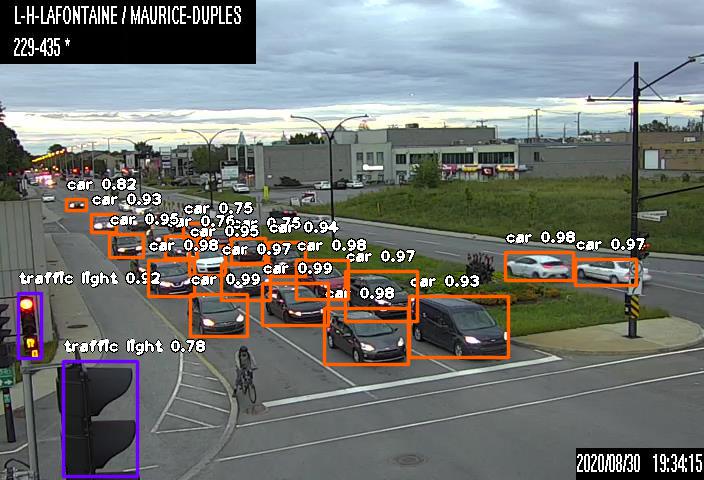 L-H-LAFONTAINE / MAURICE-DUPLES
229-435 *
car 0.82
car 0.93
car 0.95
car 0.75
car 0.76
car 0.75
car 0.94
car 0.95
car 0.98
car 0.97
car 0.98
car 0.98
car 0.97
traffic light 0.92
car 0.99
car 0.99
car 0.97
car 0.98
car 0.93
traffic light 0.78
2020/08/30 19:34:15